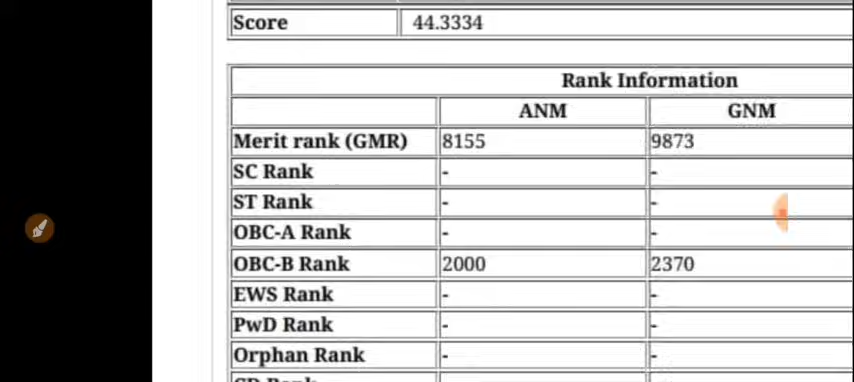 Score 44.3334
Rank Information
ANM GNM
Merit rank (GMR) 8155 9873
SC Rank - -
ST Rank - -
OBC-A Rank - -
OBC-B Rank 2000 2370
EWS Rank - -
PwD Rank - -
Orphan Rank - -